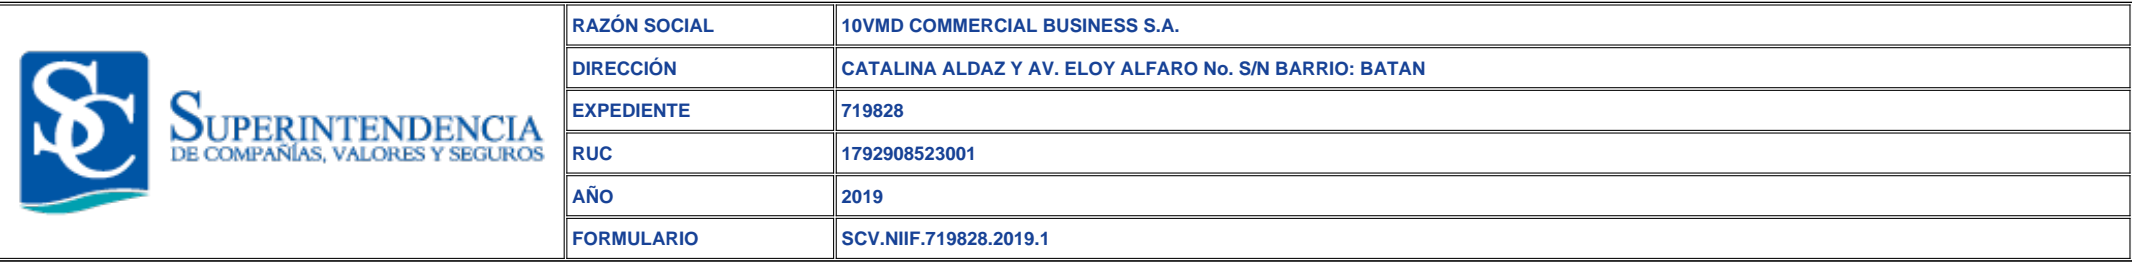 SC
SUPERINTENDENCIA
DE COMPAÑÍAS, VALORES Y SEGUROS
RAZÓN SOCIAL 10VMD COMMERCIAL BUSINESS S.A.
DIRECCIÓN CATALINA ALDAZ Y AV. ELOY ALFARO No. S/N BARRIO: BATAN
EXPEDIENTE 719828
RUC 1792908523001
AÑO 2019
FORMULARIO SCV.NIIF.719828.2019.1